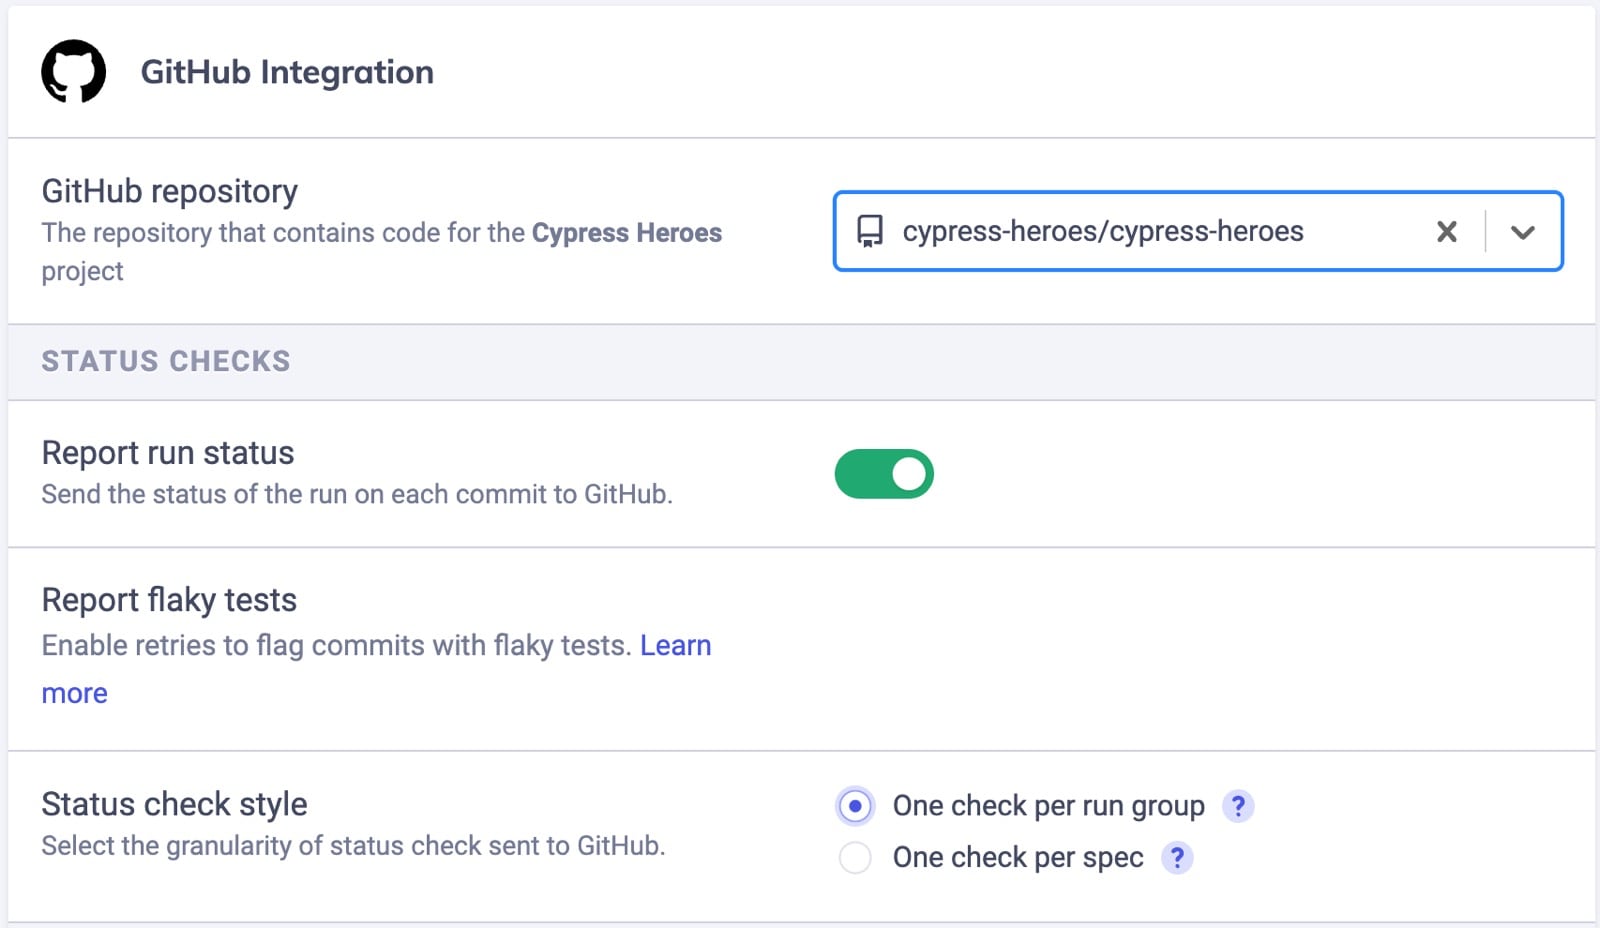 GitHub Integration
GitHub repository
The repository that contains code for the Cypress Heroes
project
cypress-heroes/cypress-heroes
STATUS CHECKS
Report run status
Send the status of the run on each commit to GitHub.
Report flaky tests
Enable retries to flag commits with flaky tests. Learn
more
Status check style
Select the granularity of status check sent to GitHub.
One check per run group ?
One check per spec ?